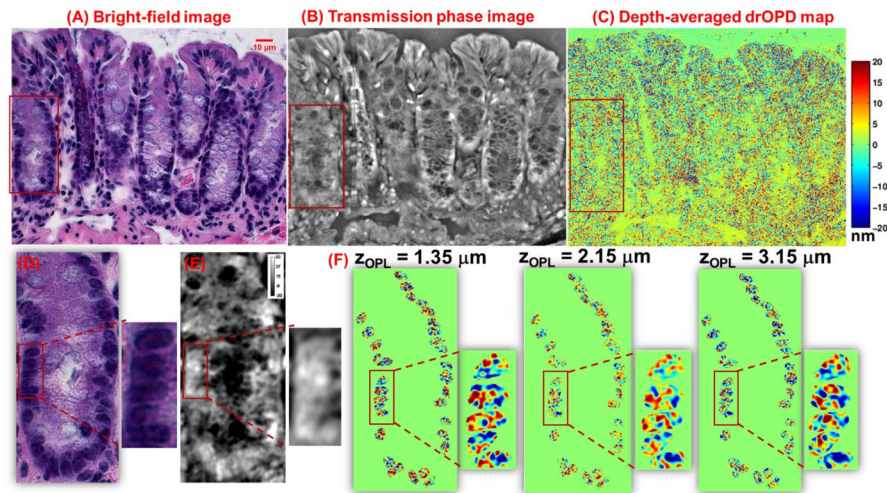 (A) Bright-field image
(B) Transmission phase image
(C) Depth-averaged drOPD map
10 μm
20
15
10
5
0
−5
−10
−15
−20
nm
(D)
(E)
(F)
z_OPL = 1.35 μm
z_OPL = 2.15 μm
z_OPL = 3.15 μm